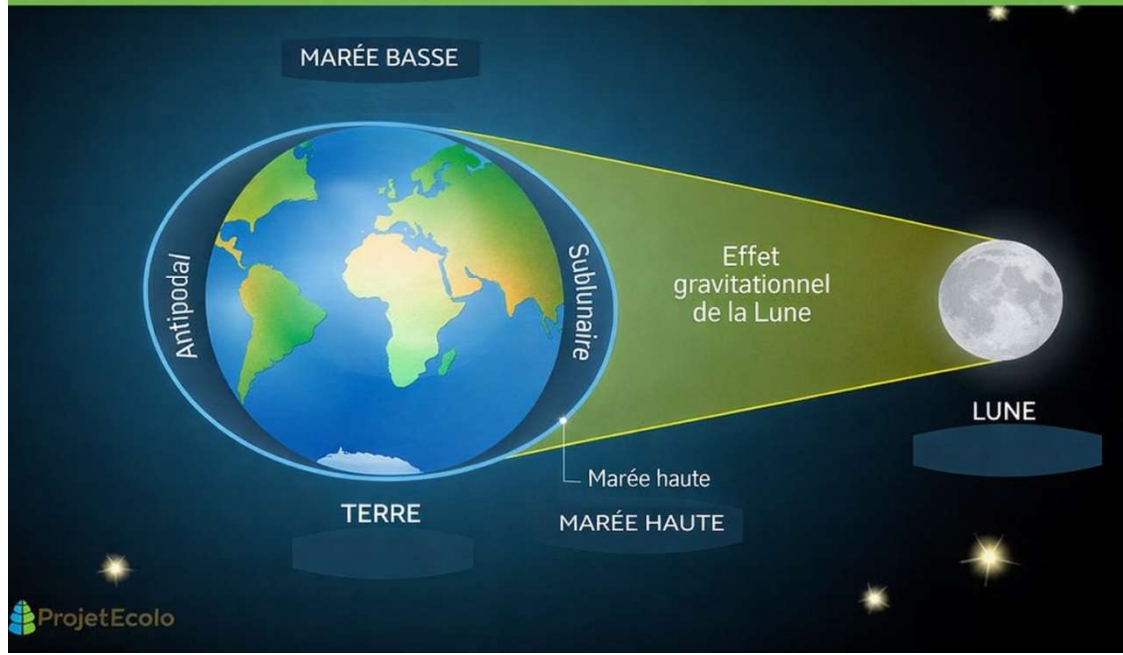 MARÉE BASSE
Antipodal
Sublunaire
Effet
gravitationnel
de la Lune
LUNE
Marée haute
TERRE
MARÉE HAUTE
ProjetEcolo